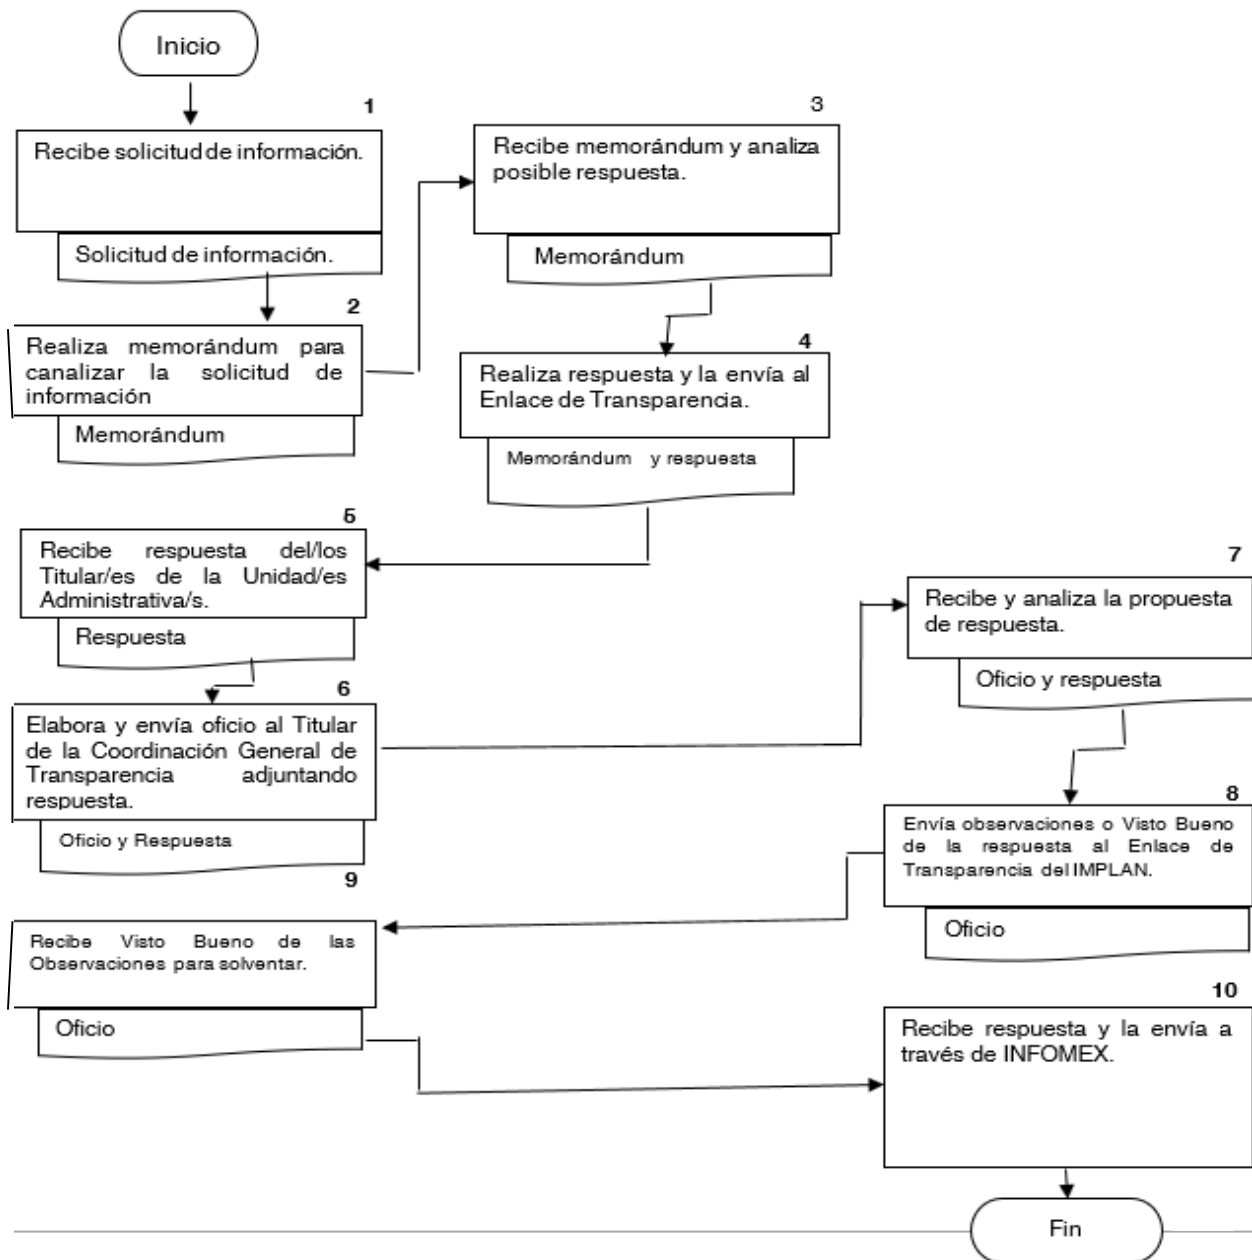 Inicio
1
Recibe solicitud de información.
Solicitud de información.
2
Realiza memorándum para
canalizar la solicitud de
información
Memorándum
3
Recibe memorándum y analiza
posible respuesta.
Memorándum
4
Realiza respuesta y la envía al
Enlace de Transparencia.
Memorándum y respuesta
5
Recibe respuesta del/los
Titular/es de la Unidad/es
Administrativa/s.
Respuesta
6
Elabora y envía oficio al Titular
de la Coordinación General de
Transparencia adjuntando
respuesta.
Oficio y Respuesta
7
Recibe y analiza la propuesta
de respuesta.
Oficio y respuesta
8
Envía observaciones o Visto Bueno
de la respuesta al Enlace de
Transparencia del IMPLAN.
Oficio
9
Recibe Visto Bueno de las
Observaciones para solventar.
Oficio
10
Recibe respuesta y la envía a
través de INFOMEX.
Fin